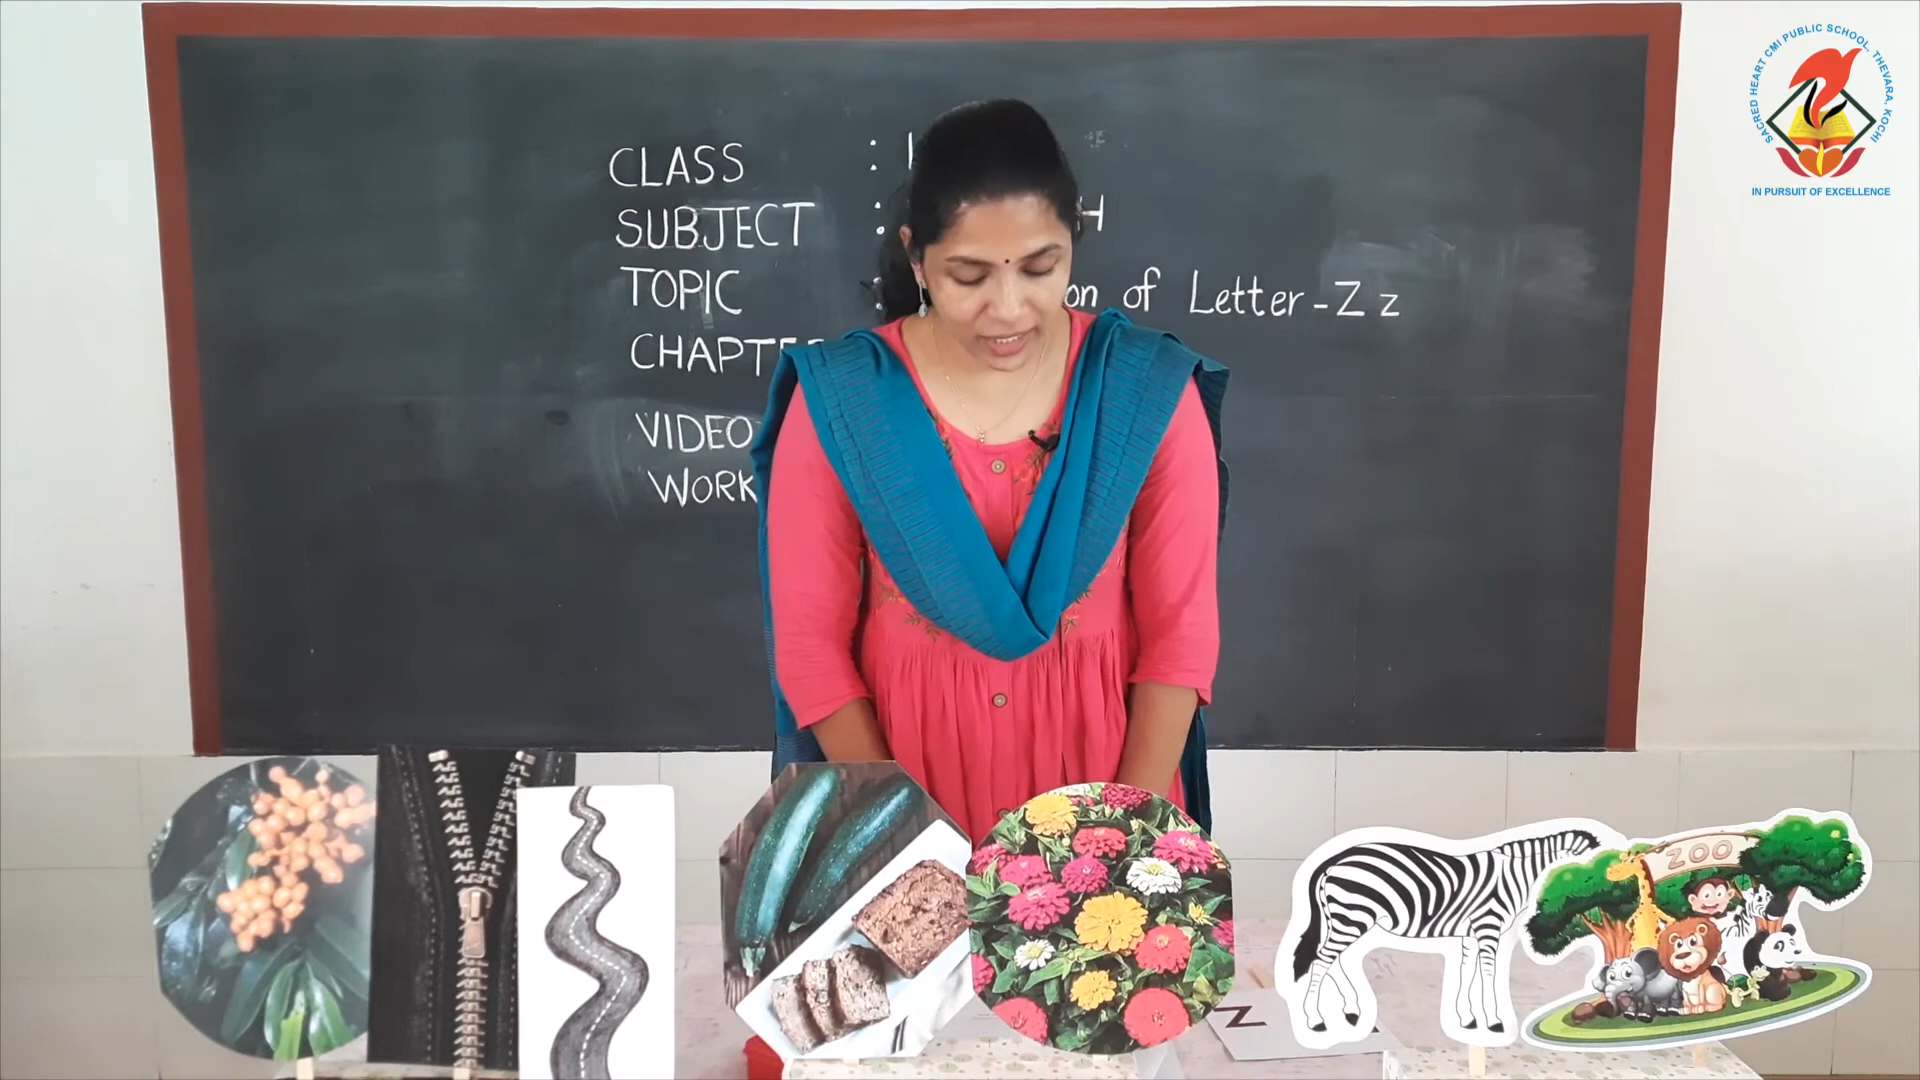 CLASS :
SUBJECT : H
TOPIC : on of Letter - Z z
CHAPTE
VIDEO
WORK
SACRED HEART CMI PUBLIC SCHOOL, THEVARA, KOCHI
IN PURSUIT OF EXCELLENCE
ZOO
Z